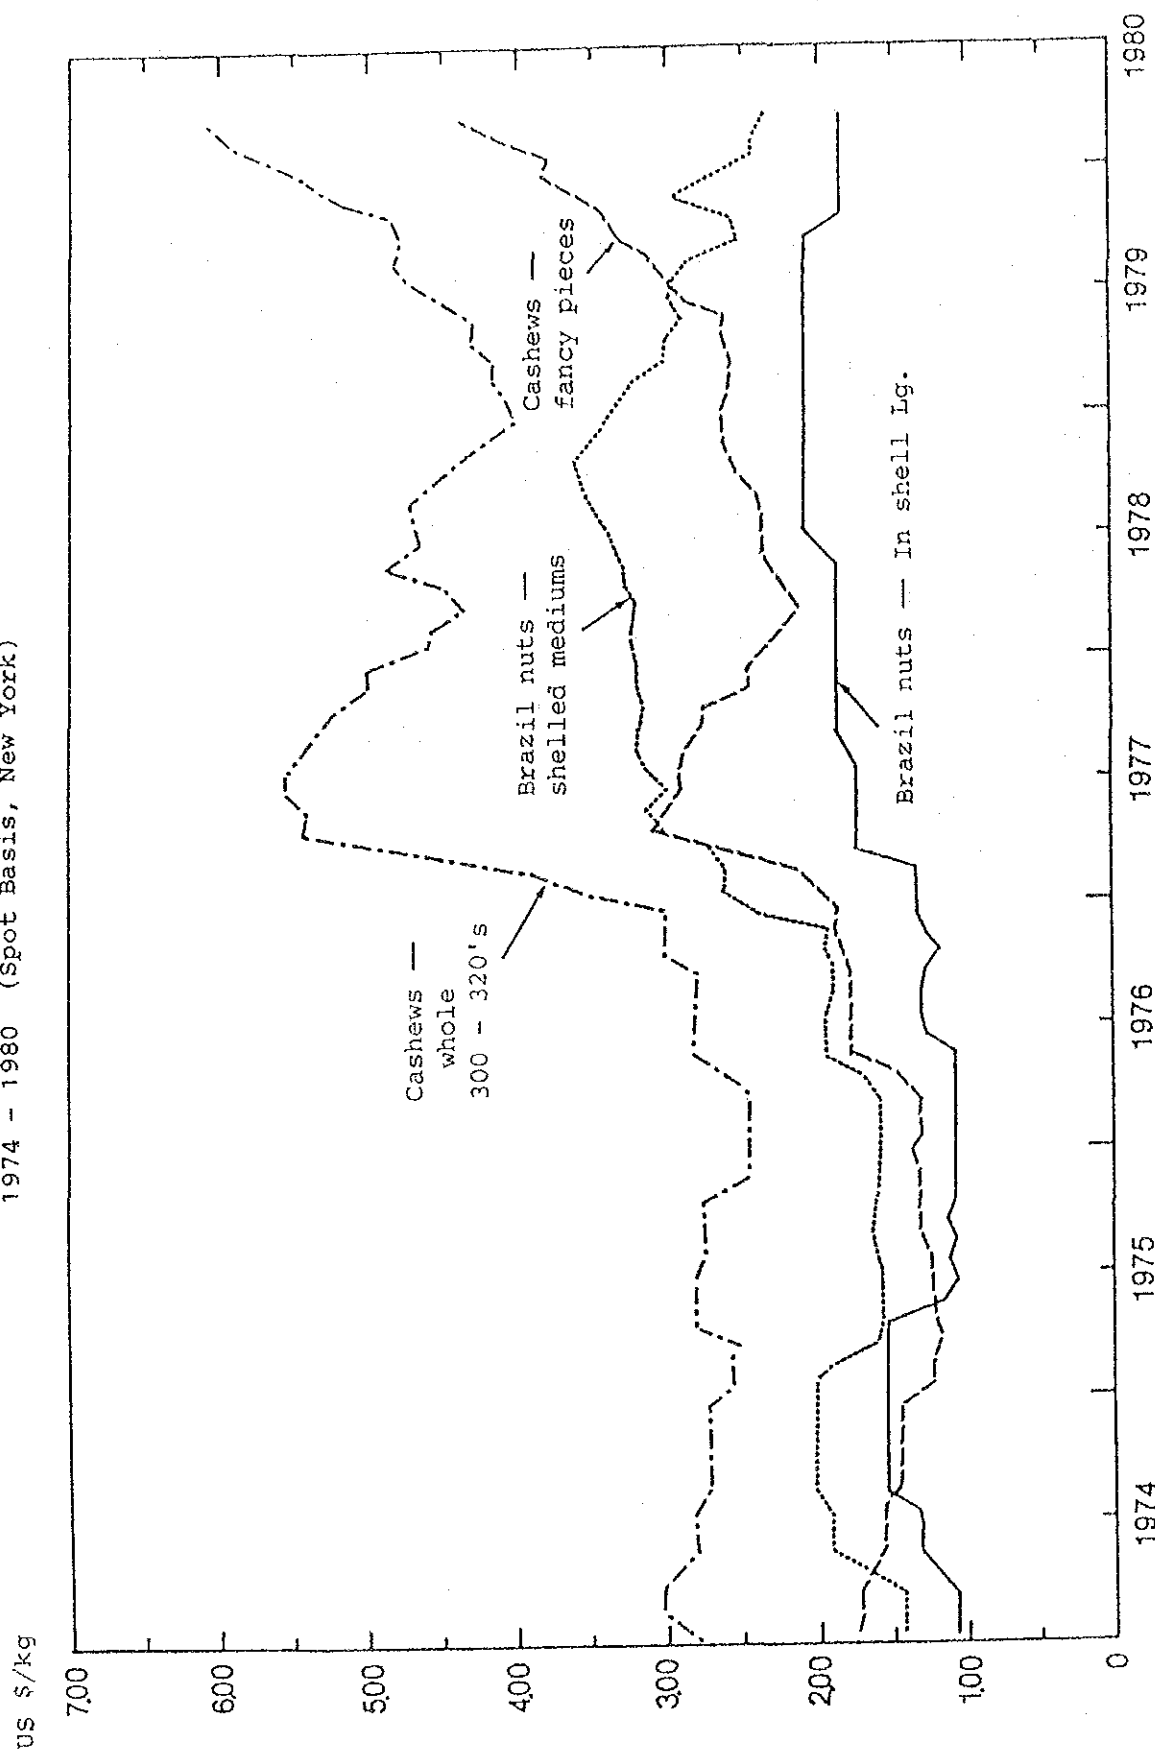 1974 - 1980 (Spot Basis, New York)
US $/kg
7,00
6,00
5,00
4,00
3,00
2,00
1,00
0
Cashews —
whole
300 - 320's
Brazil nuts —
shelled mediums
Cashews —
fancy pieces
Brazil nuts — In shell Lg.
1974
1975
1976
1977
1978
1979
1980